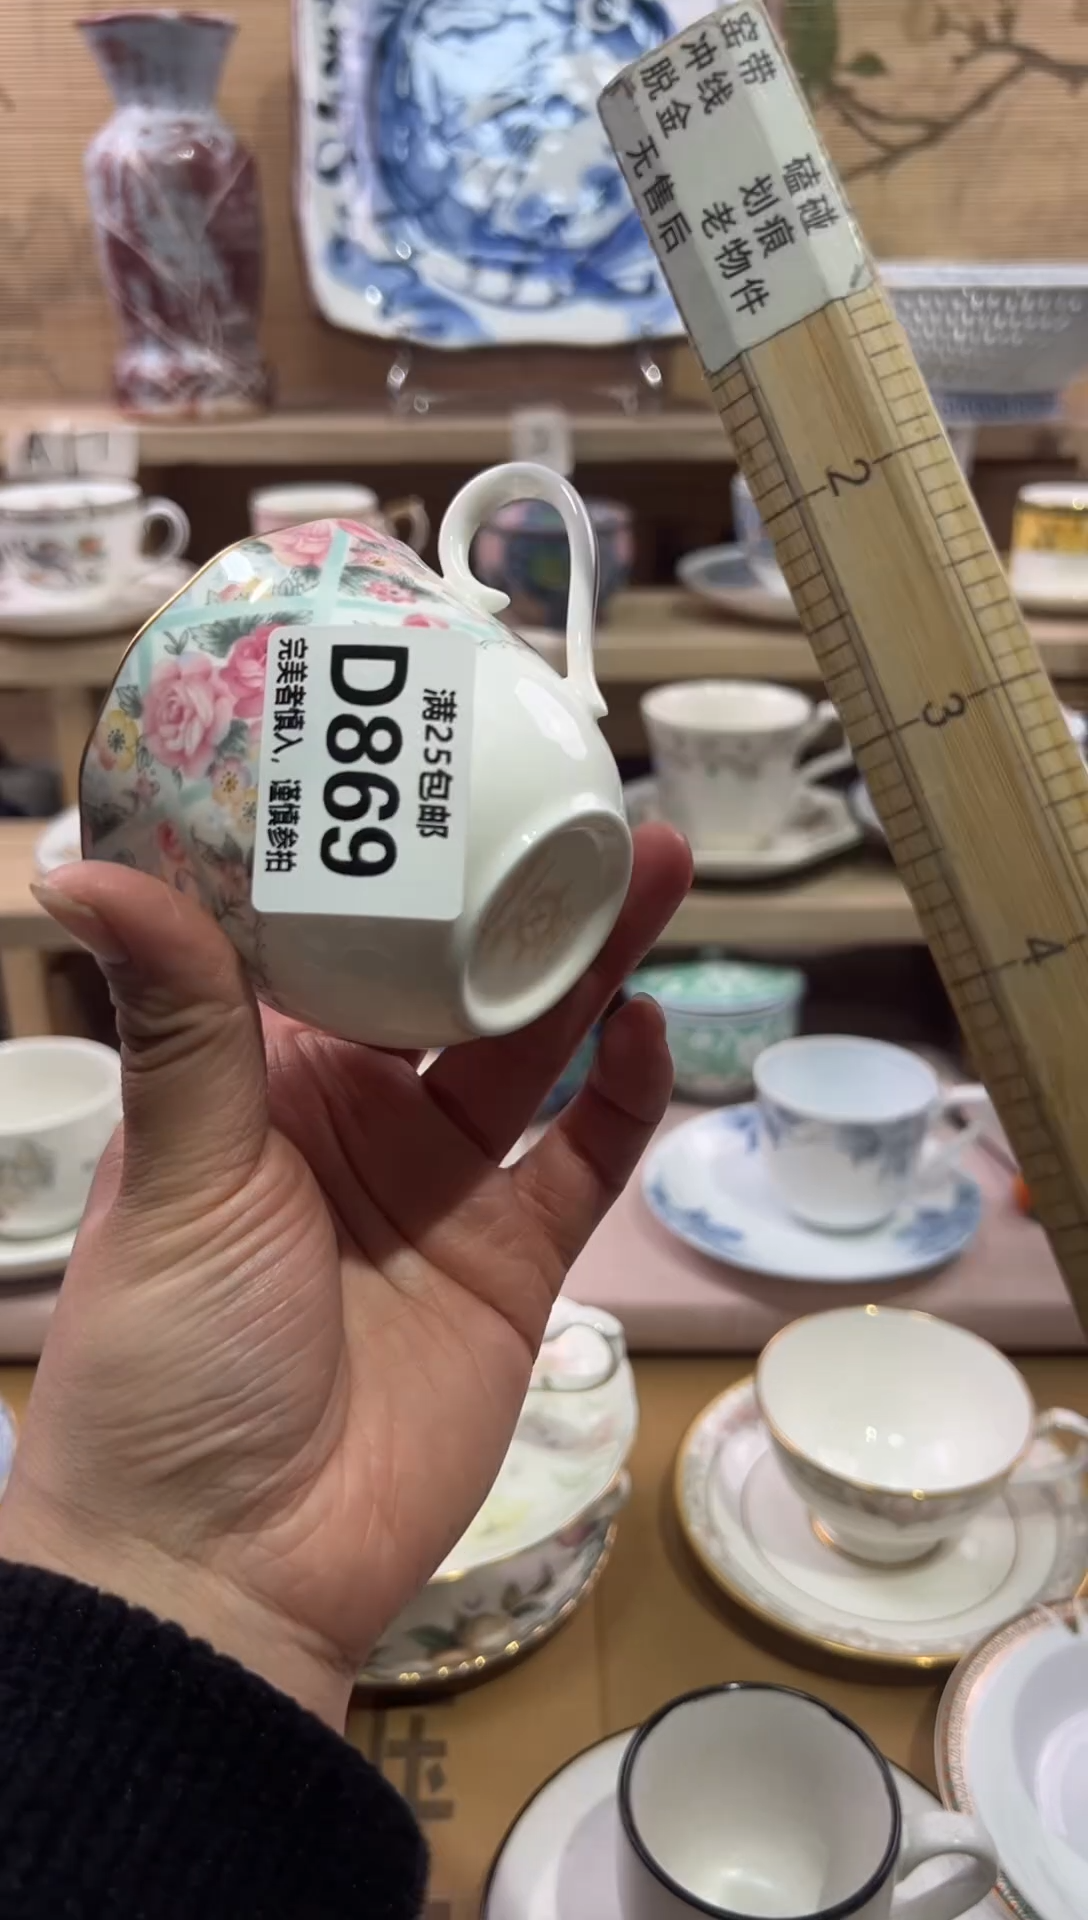 窑带
冲线
脱金
磕碰
划痕
老物件
无售后
2
3
4
满25包邮
D869
完美者慎入，谨慎参拍